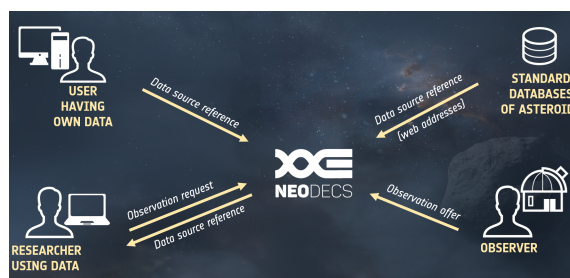 USER
HAVING
OWN DATA
Data source reference
Data source reference
(web addresses)
STANDARD
DATABASES
OF ASTEROID
NEODECS
RESEARCHER
USING DATA
Observation request
Data source reference
Observation offer
OBSERVER